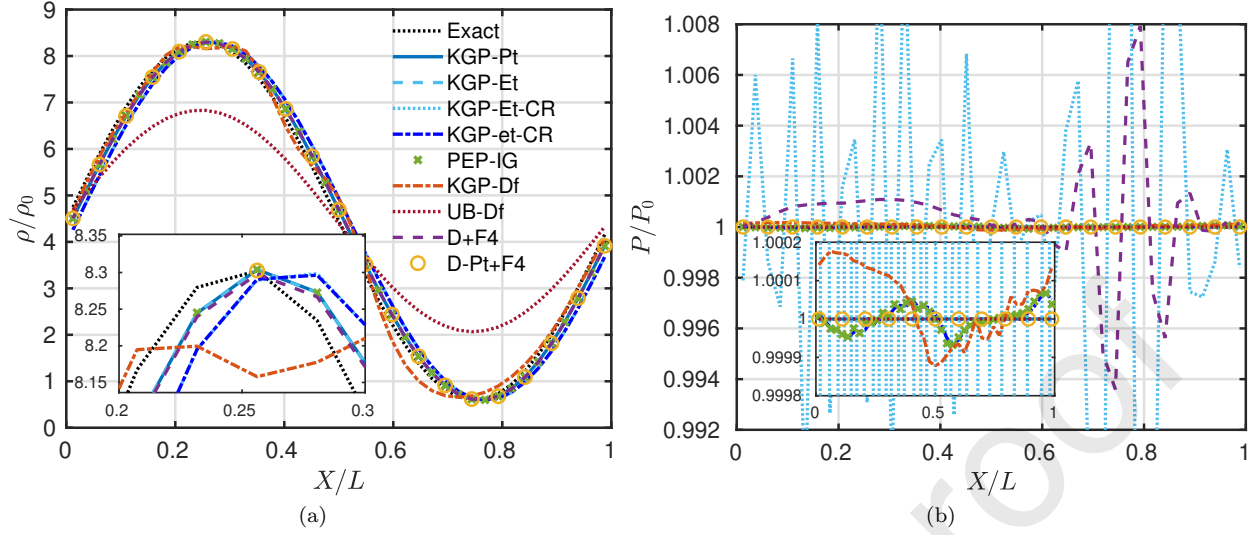 9
8
7
6
5
4
3
2
1
0
ρ/ρ0
0
0.2
0.4
0.6
0.8
1
X/L
Exact
KGP-Pt
KGP-Et
KGP-Et-CR
KGP-et-CR
PEP-IG
KGP-Df
UB-Df
D+F4
D-Pt+F4
8.35
8.3
8.25
8.2
8.15
0.2
0.25
0.3
(a)
1.008
1.006
1.004
1.002
1
0.998
0.996
0.994
0.992
P/P0
0
0.2
0.4
0.6
0.8
1
X/L
1.0002
1.0001
1
0.9999
0.9998
0
0.5
1
(b)
roof